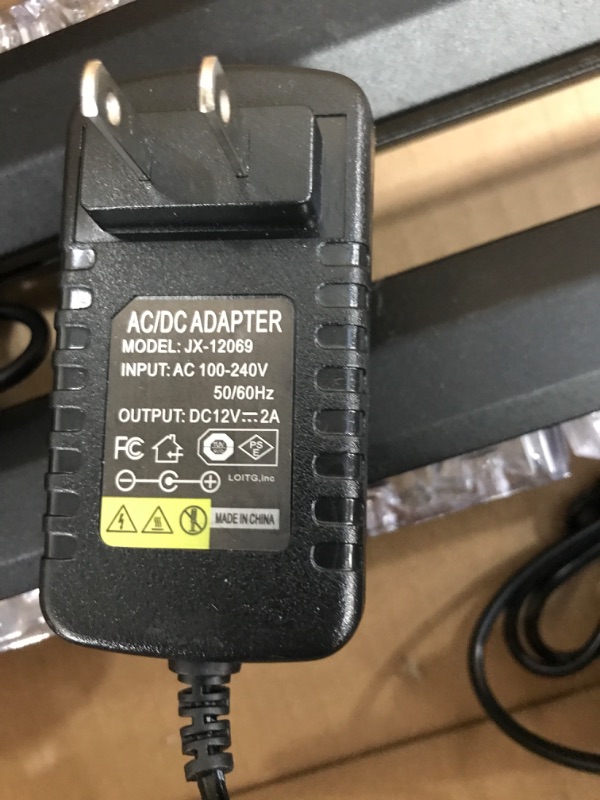 AC/DC ADAPTER
MODEL: JX-12069
INPUT: AC 100-240V
50/60Hz
OUTPUT: DC12V⎓2A
FC PS E
LOITG,inc
MADE IN CHINA